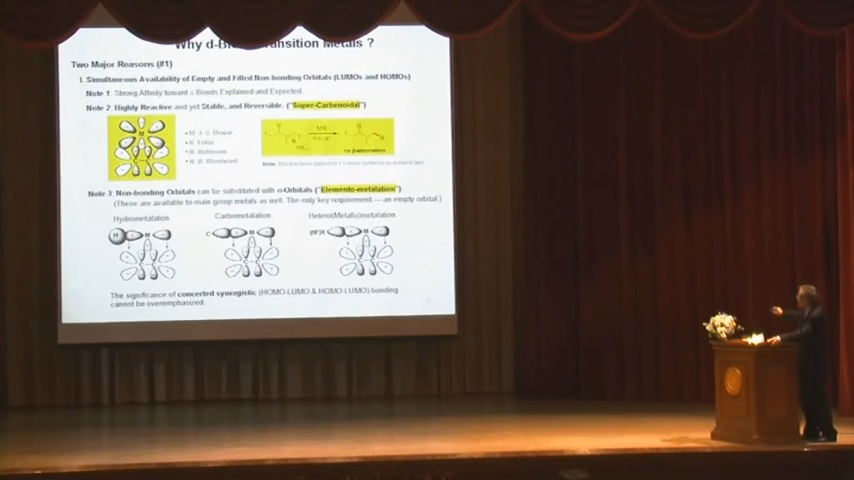 Why d-Bl ansition Metals ?
Two Major Reasons (#1)
I. Simultaneous Availability of Empty and Filled Non bonding Orbitals (LUMOs and HOMOs)
Note 1: Strong Affinity toward π Bonds Explained and Expected.
Note 2: Highly Reactive and yet Stable, and Reversible. ("Super-Carbenoidal")
• M. J. S. Dewar
• K. Fukui
• R. Hoffmann
• R. B. Woodward
no β-elimination
Note 3: Non-bonding Orbitals can be substituted with σ-Orbitals ("Elemento-metalation")
(These are available to main group metals as well. The only key requirement — an empty orbital.)
Hydrometalation Carbometalation Hetero(Metallo)metalation
H M C M (M')R M
The significance of concerted synergistic (HOMO-LUMO & HOMO-LUMO) bonding
cannot be overemphasized.